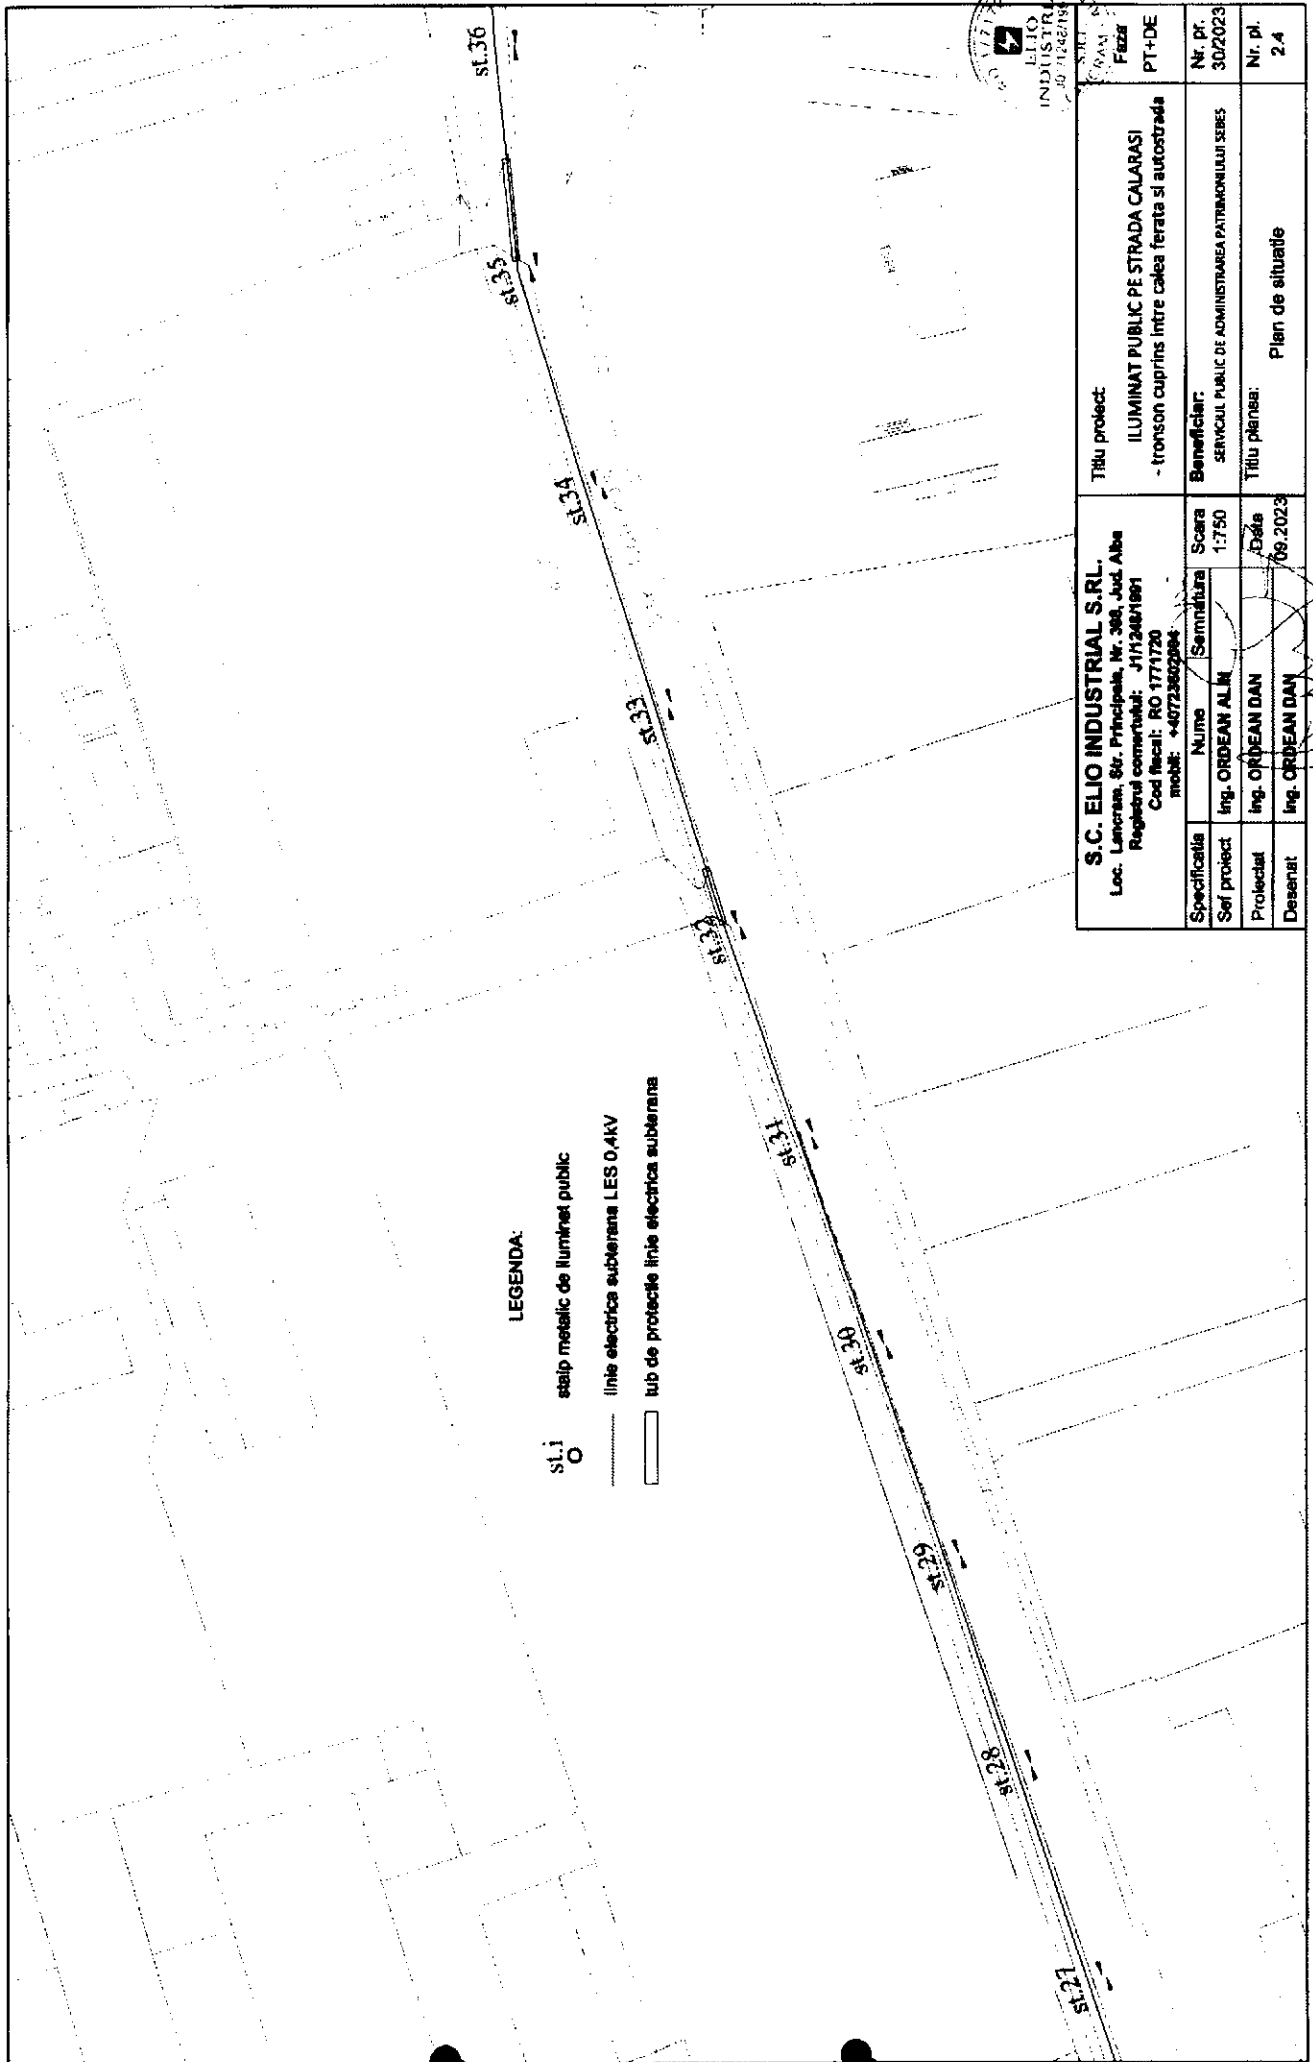 st.36
st.35
st.34
st.33
st.32
st.31
st.30
st.29
st.28
st.27
LEGENDA:
st.i
stalp metalic de iluminat public
linie electrica subterana LES 0,4kV
tub de protectie linie electrica subterana
ELIO
INDUSTRI
S.C. ELIO INDUSTRIAL S.R.L.
Loc. Lancram, Str. Principala, Nr. 388, Jud. Alba
Registrul comertului: J1/1248/1991
Cod fiscal: RO 1771720
mobil:
Specificatia Nume Semnatura Scara
1:750
Sef proiect Ing. ORDEAN ALIN
Proiectat Ing. ORDEAN DAN Data
09.2023
Desenat Ing. ORDEAN DAN
Titlu proiect:
ILUMINAT PUBLIC PE STRADA CALARASI
- tronson cuprins intre calea ferata si autostrada
Beneficiar:
SERVICIUL PUBLIC DE ADMINISTRAREA PATRIMONIULUI SEBES
Titlu plansa:
Plan de situatie
Faza:
PT+DE
Nr. pr.
30/2023
Nr. pl.
2.4